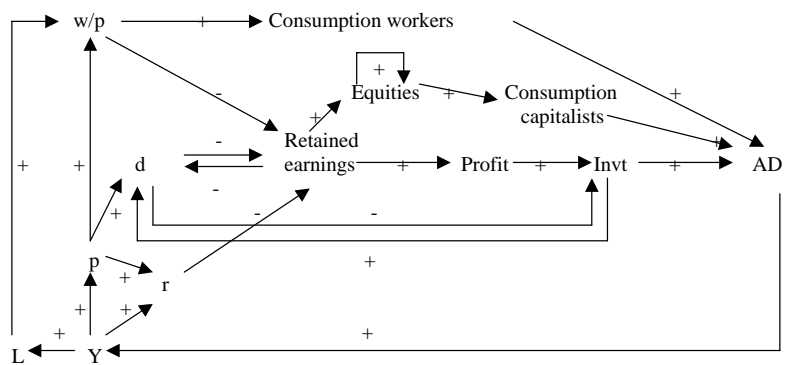 w/p + Consumption workers
+
Equities
- + Consumption +
+ capitalists
- Retained +
+ + d earnings + Profit + Invt + AD
-
+ - -
p + +
+ r
+ + +
L + Y